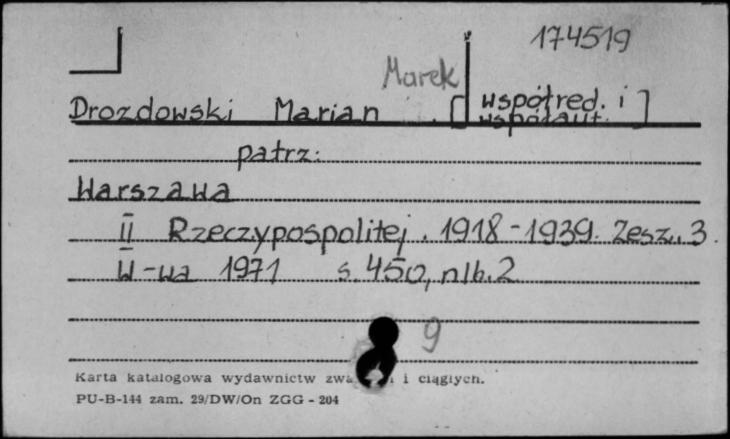 174519
Marek
Drozdowski Marian [współred. i
współaut.]
patrz:
Warszawa
II Rzeczypospolitej. 1918-1939. Zesz. 3.
W-wa 1971 s. 450, nlb. 2
9
Karta katalogowa wydawnictw i ciągłych.
PU-B-144 zam. 29/DW/On ZGG - 204